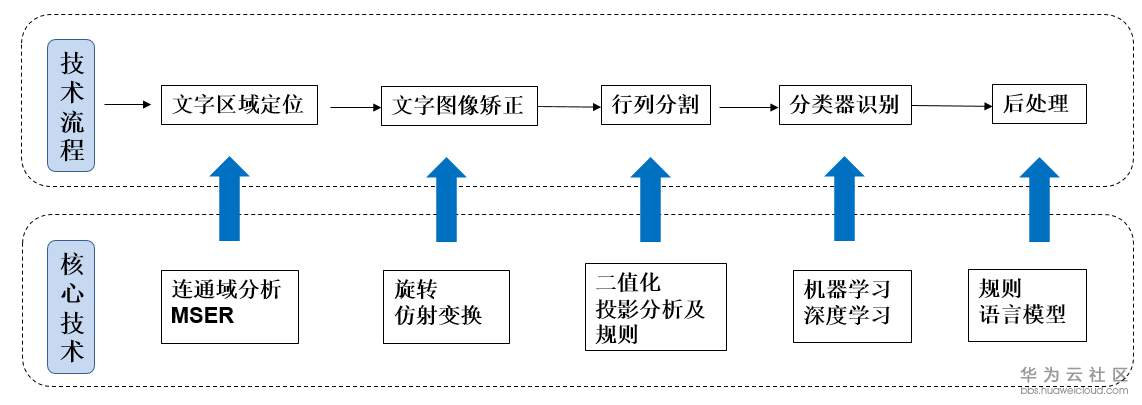 技术流程
文字区域定位
文字图像矫正
行列分割
分类器识别
后处理
核心技术
连通域分析
MSER
旋转
仿射变换
二值化
投影分析及
规则
机器学习
深度学习
规则
语言模型
华为云社区
bbs.huaweicloud.com